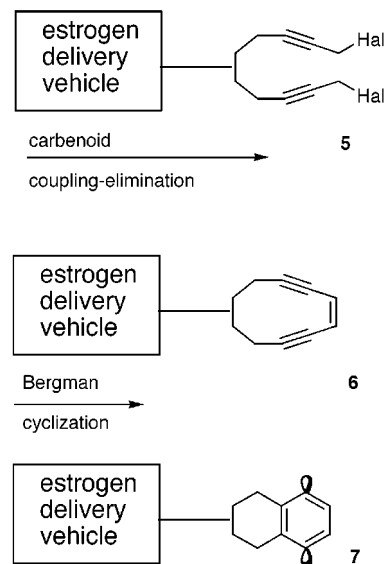 estrogen
delivery
vehicle
Hal
Hal
carbenoid
5
coupling-elimination
estrogen
delivery
vehicle
Bergman
6
cyclization
estrogen
delivery
vehicle
7